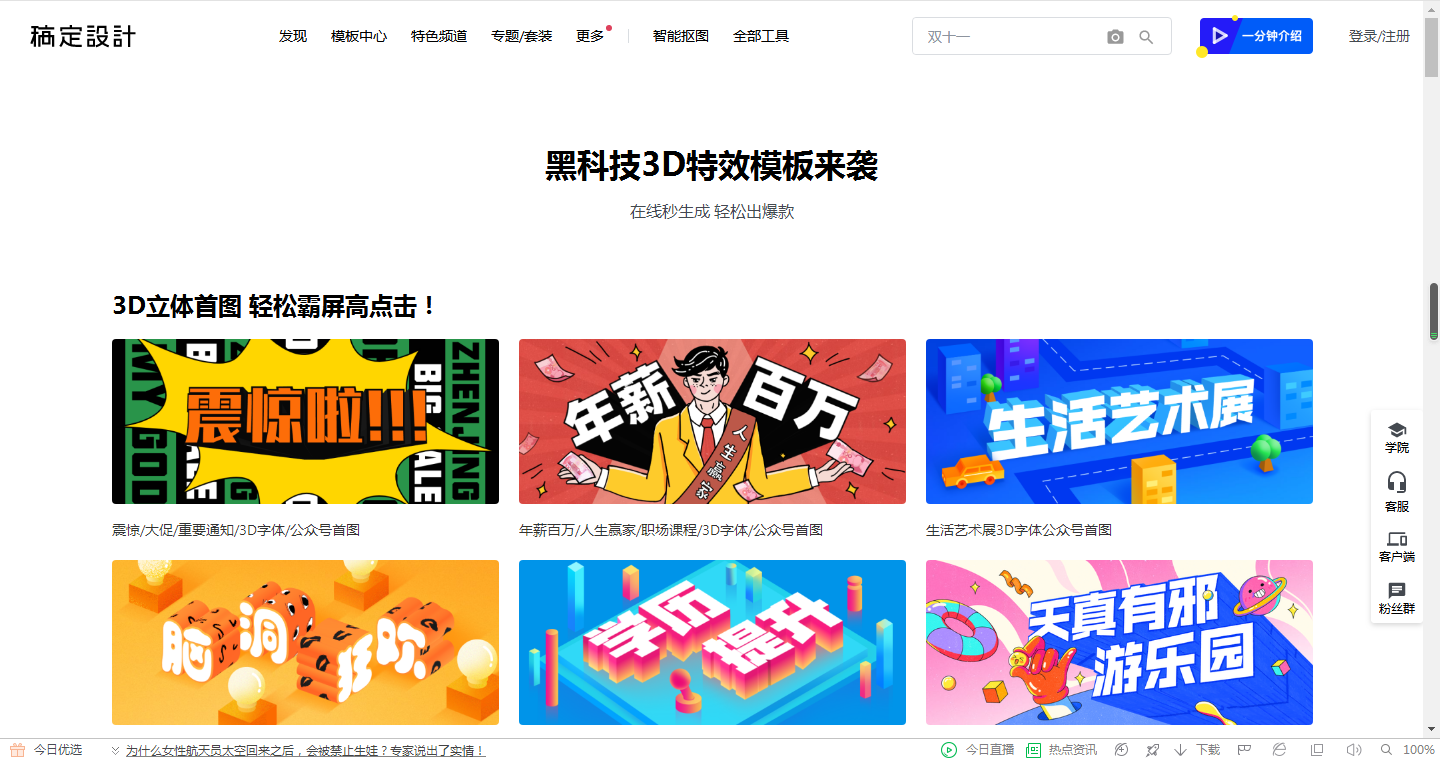 稿定設計
发现 模板中心 特色频道 专题/套装 更多 智能抠图 全部工具 双十一 一分钟介绍 登录/注册
黑科技3D特效模板来袭
在线秒生成 轻松出爆款
3D立体首图 轻松霸屏高点击！
MY GOD
BIG SALE
ZHENJING
震惊啦!!!
年薪百万
人生赢家
生活艺术展
震惊/大促/重要通知/3D字体/公众号首图
年薪百万/人生赢家/职场课程/3D字体/公众号首图
生活艺术展3D字体公众号首图
脑洞狂欢
学历提升
天真有邪
游乐园
学院
客服
客户端
粉丝群
今日优选 为什么女性航天员太空回来之后，会被禁止生娃？专家说出了实情！ 今日直播 热点资讯 下载 100%